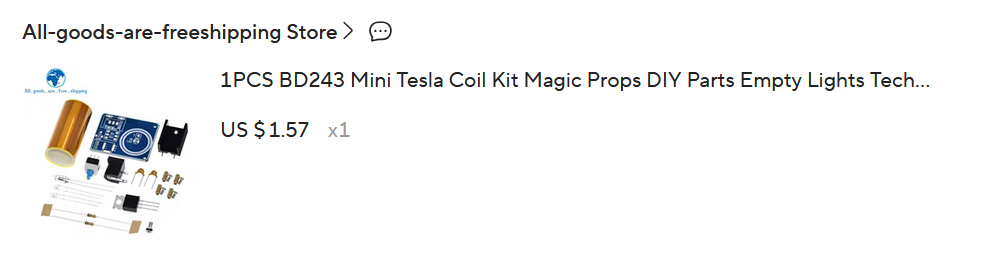 All-goods-are-freeshipping Store
1PCS BD243 Mini Tesla Coil Kit Magic Props DIY Parts Empty Lights Tech...
All_goods_are_free_shipping
US $1.57 x1